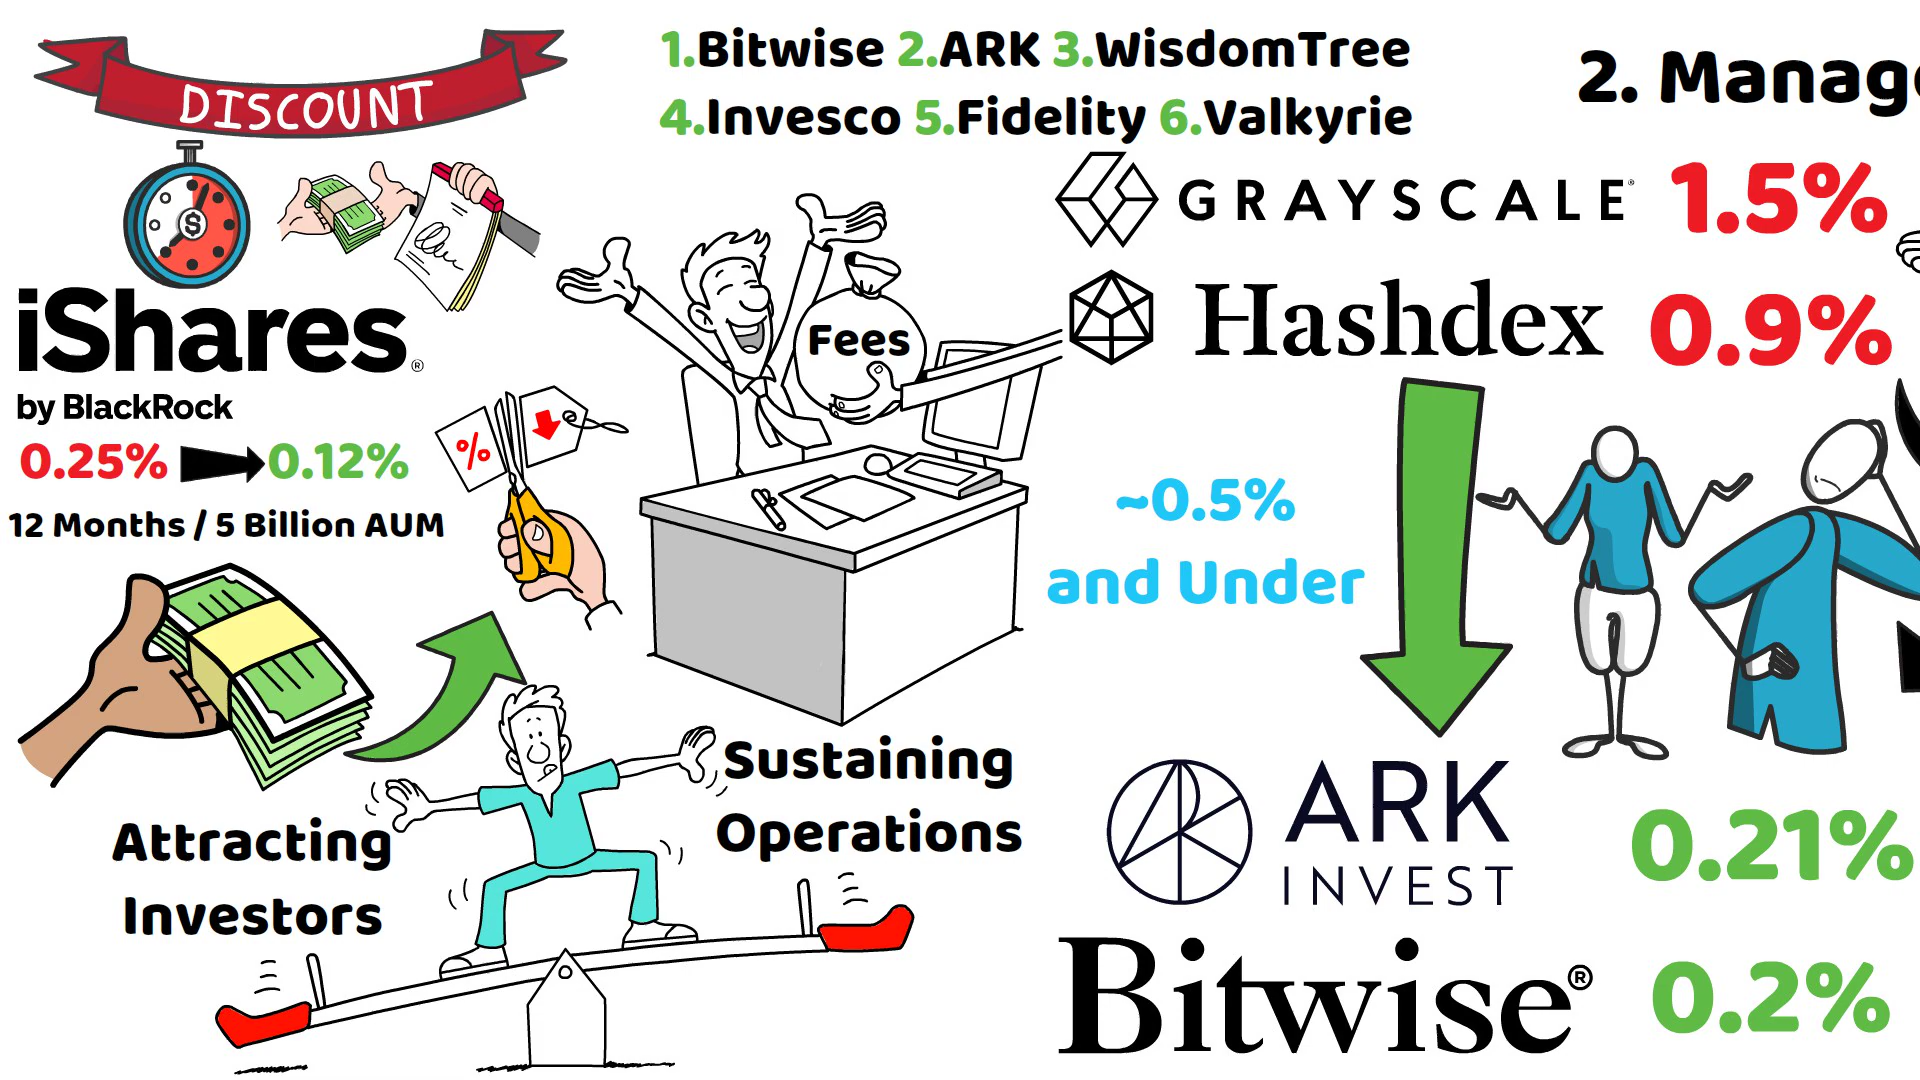 DISCOUNT
1.Bitwise 2.ARK 3.WisdomTree
4.Invesco 5.Fidelity 6.Valkyrie
2. Manag
$
GRAYSCALE 1.5%
iShares®
by BlackRock
0.25% 0.12%
12 Months / 5 Billion AUM
%
Fees
Hashdex 0.9%
~0.5%
and Under
Attracting
Investors
Sustaining
Operations
ARK
INVEST
0.21%
Bitwise® 0.2%